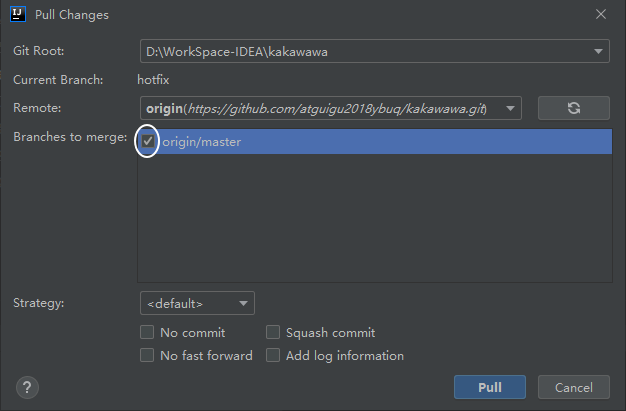 Pull Changes
Git Root: D:\WorkSpace-IDEA\kakawawa
Current Branch: hotfix
Remote: origin(https://github.com/atguigu2018ybuq/kakawawa.git)
Branches to merge: origin/master
Strategy: <default>
No commit Squash commit
No fast forward Add log information
? Pull Cancel